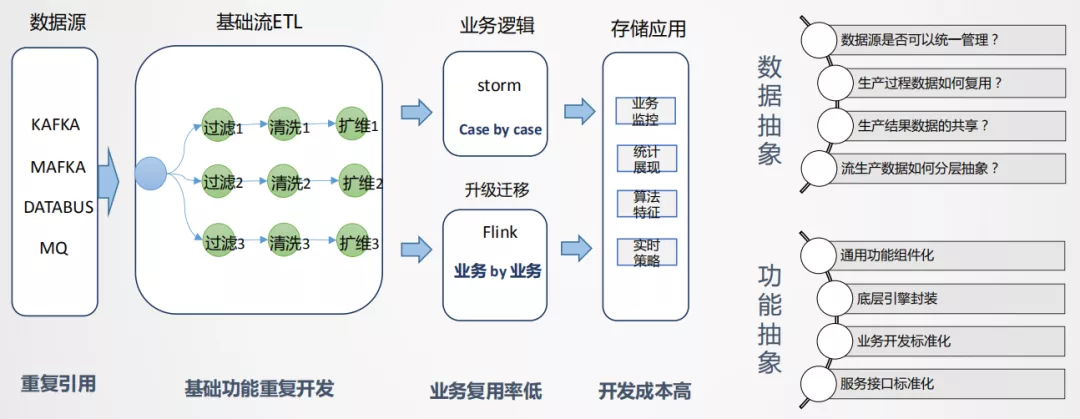 数据源
KAFKA
MAFKA
DATABUS
MQ
重复引用
基础流ETL
过滤1
清洗1
扩维1
过滤2
清洗2
扩维2
过滤3
清洗3
扩维3
基础功能重复开发
业务逻辑
storm
Case by case
升级迁移
Flink
业务 by 业务
业务复用率低
存储应用
业务
监控
统计
展现
算法
特征
实时
策略
开发成本高
数据抽象
数据源是否可以统一管理？
生产过程数据如何复用？
生产结果数据的共享？
流生产数据如何分层抽象？
功能抽象
通用功能组件化
底层引擎封装
业务开发标准化
服务接口标准化